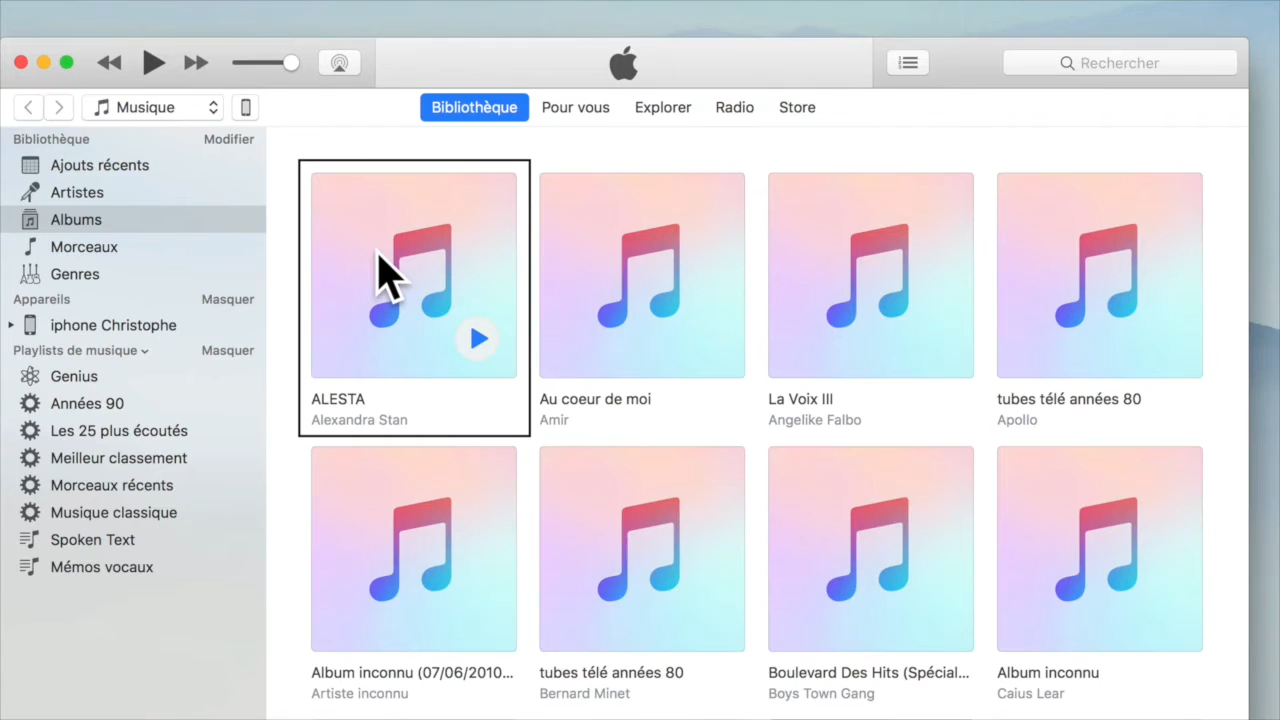 Rechercher
Musique
Bibliothèque
Pour vous
Explorer
Radio
Store
Bibliothèque
Modifier
Ajouts récents
Artistes
Albums
Morceaux
Genres
Appareils
Masquer
iphone Christophe
Playlists de musique
Masquer
Genius
Années 90
Les 25 plus écoutés
Meilleur classement
Morceaux récents
Musique classique
Spoken Text
Mémos vocaux
ALESTA
Alexandra Stan
Au coeur de moi
Amir
La Voix III
Angelike Falbo
tubes télé années 80
Apollo
Album inconnu (07/06/2010...
Artiste inconnu
tubes télé années 80
Bernard Minet
Boulevard Des Hits (Spécial...
Boys Town Gang
Album inconnu
Caius Lear